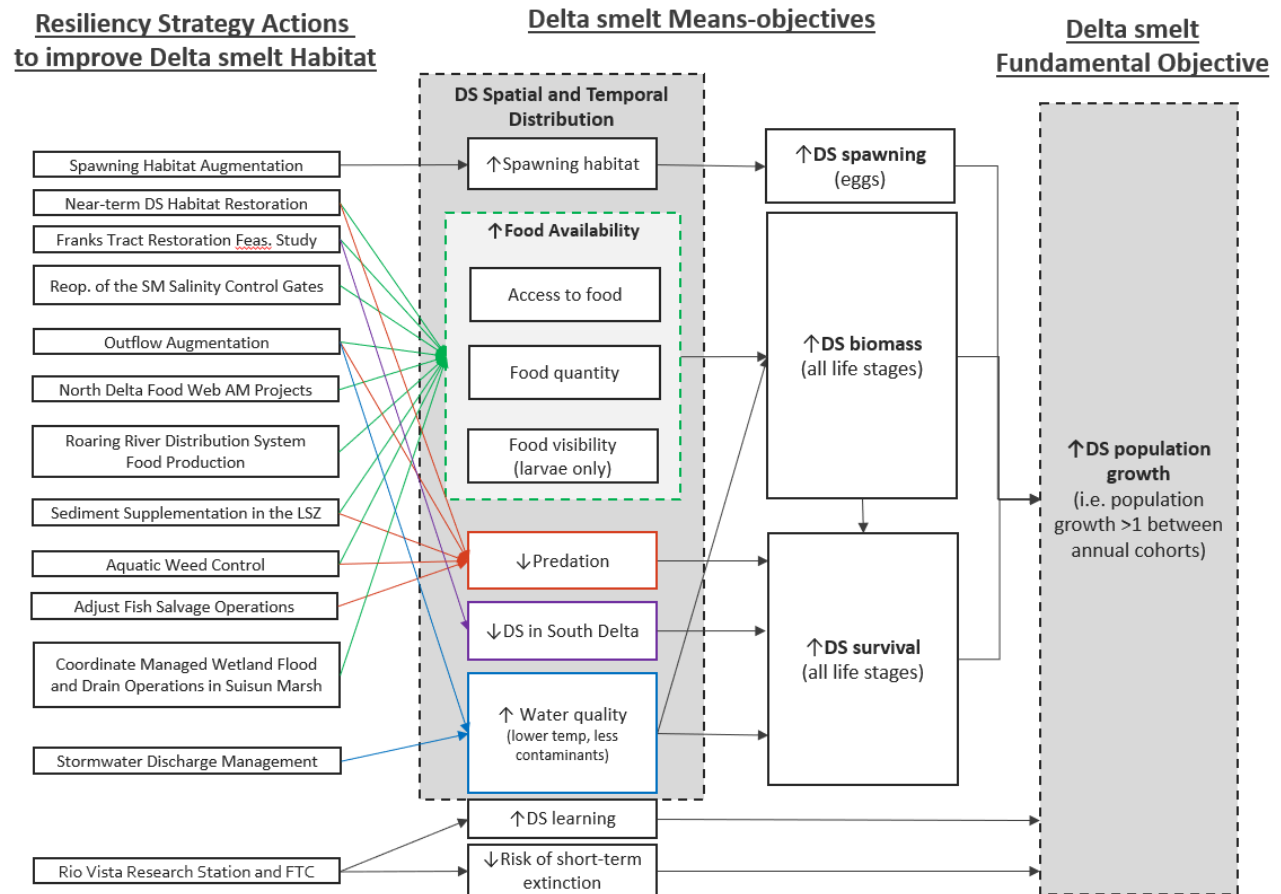 Resiliency Strategy Actions
to improve Delta smelt Habitat
Delta smelt Means-objectives
Delta smelt
Fundamental Objective
Spawning Habitat Augmentation
Near-term DS Habitat Restoration
Franks Tract Restoration Feas. Study
Reop. of the SM Salinity Control Gates
Outflow Augmentation
North Delta Food Web AM Projects
Roaring River Distribution System
Food Production
Sediment Supplementation in the LSZ
Aquatic Weed Control
Adjust Fish Salvage Operations
Coordinate Managed Wetland Flood
and Drain Operations in Suisun Marsh
Stormwater Discharge Management
Rio Vista Research Station and FTC
DS Spatial and Temporal
Distribution
↑Spawning habitat
↑Food Availability
Access to food
Food quantity
Food visibility
(larvae only)
↓Predation
↓DS in South Delta
↑ Water quality
(lower temp, less
contaminants)
↑DS learning
↓Risk of short-term
extinction
↑DS spawning
(eggs)
↑DS biomass
(all life stages)
↑DS survival
(all life stages)
↑DS population
growth
(i.e. population
growth >1 between
annual cohorts)